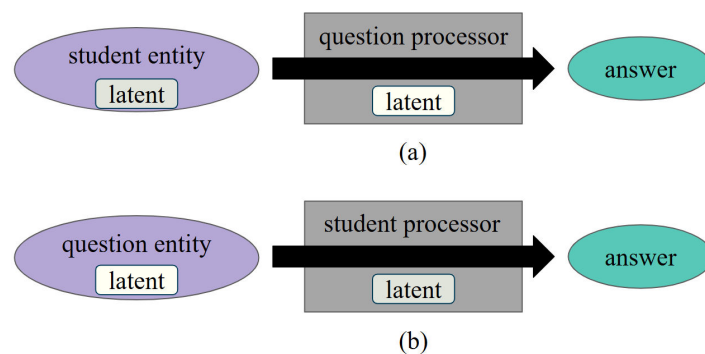 student entity
latent
question processor
latent
answer
(a)
question entity
latent
student processor
latent
answer
(b)